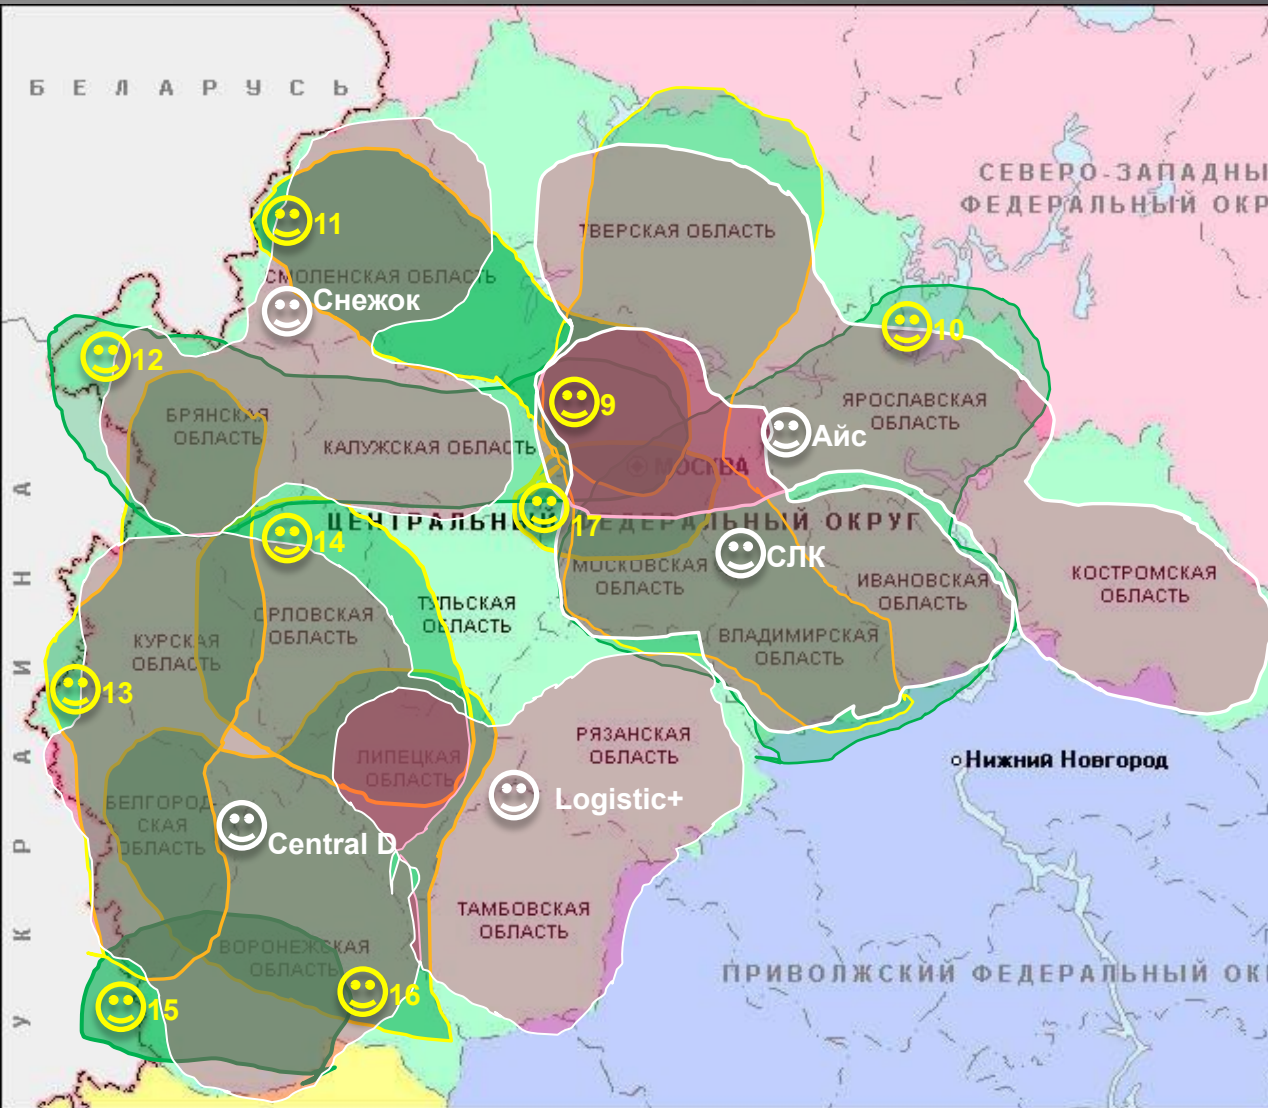 БЕЛАРУСЬ
СЕВЕРО-ЗАПАДНЫ
ФЕДЕРАЛЬНЫЙ ОКР
11
ТВЕРСКАЯ ОБЛАСТЬ
СМОЛЕНСКАЯ ОБЛАСТЬ
Снежок
10
12
9
ЯРОСЛАВСКАЯ
ОБЛАСТЬ
БРЯНСКАЯ
ОБЛАСТЬ
Айс
КАЛУЖСКАЯ ОБЛАСТЬ
МОСКВА
17
ЦЕНТРАЛЬНЫЙ ФЕДЕРАЛЬНЫЙ ОКРУГ
14
СЛК
МОСКОВСКАЯ
ОБЛАСТЬ
ИВАНОВСКАЯ
ОБЛАСТЬ
КОСТРОМСКАЯ
ОБЛАСТЬ
ТУЛЬСКАЯ
ОБЛАСТЬ
ОРЛОВСКАЯ
ОБЛАСТЬ
КУРСКАЯ
ОБЛАСТЬ
ВЛАДИМИРСКАЯ
ОБЛАСТЬ
13
РЯЗАНСКАЯ
ОБЛАСТЬ
ЛИПЕЦКАЯ
ОБЛАСТЬ
Нижний Новгород
Logistic+
БЕЛГОРОД-
СКАЯ
ОБЛАСТЬ
Central D
ТАМБОВСКАЯ
ОБЛАСТЬ
ВОРОНЕЖСКАЯ
ОБЛАСТЬ
ПРИВОЛЖСКИЙ ФЕДЕРАЛЬНЫЙ ОК
16
15
УКРАИНА